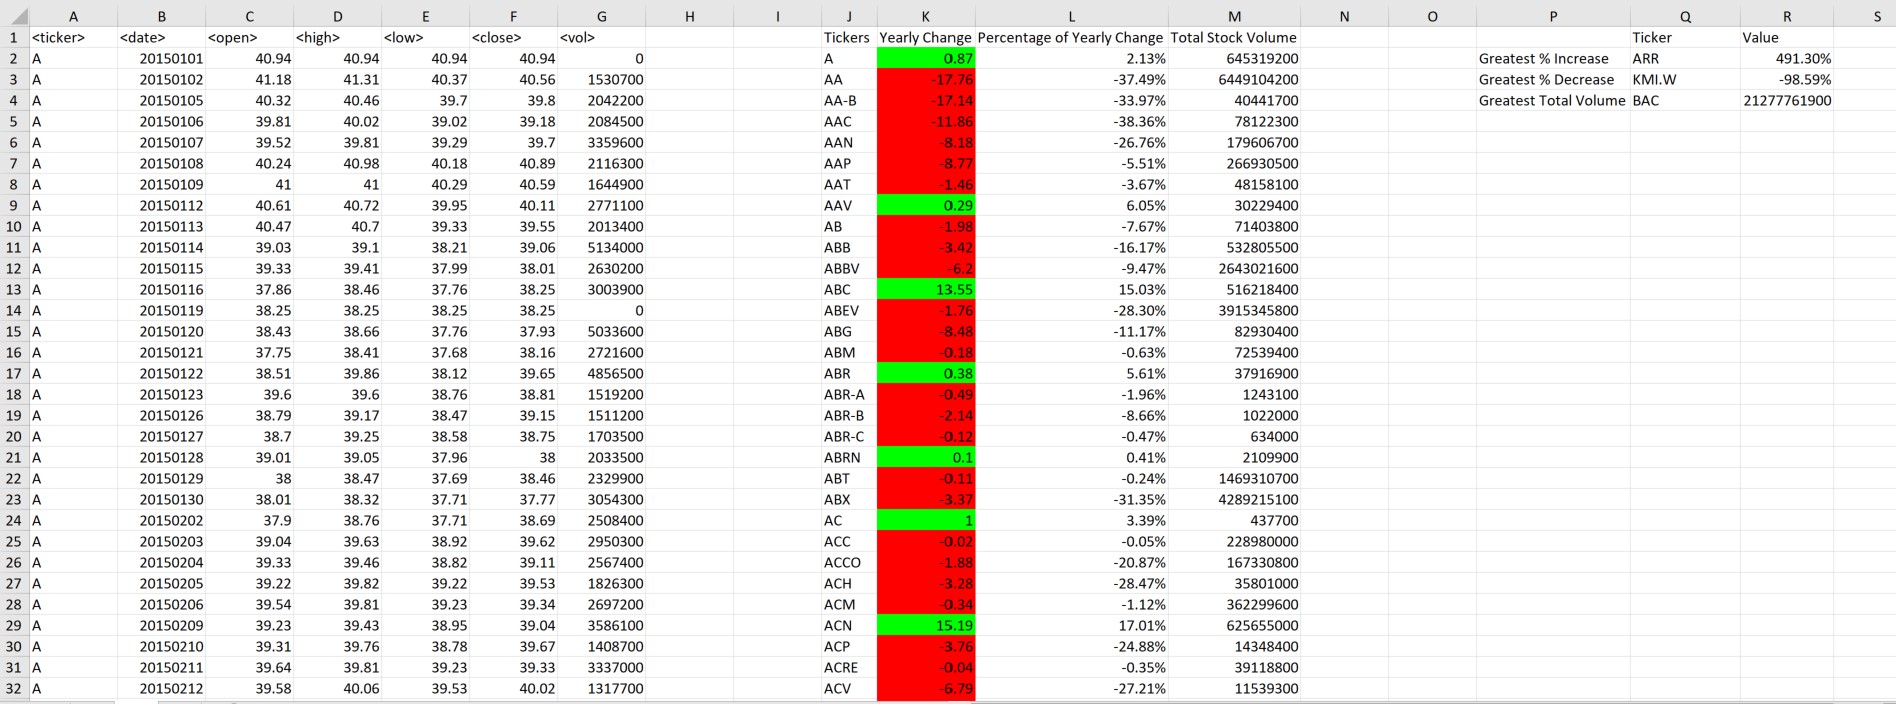 A B C D E F G H I J K L M N O P Q R S
1 <ticker> <date> <open> <high> <low> <close> <vol> Tickers Yearly Change Percentage of Yearly Change Total Stock Volume Ticker Value
2 A 20150101 40.94 40.94 40.94 40.94 0 A 0.87 2.13% 645319200 Greatest % Increase ARR 491.30%
3 A 20150102 41.18 41.31 40.37 40.56 1530700 AA -17.76 -37.49% 6449104200 Greatest % Decrease KMI.W -98.59%
4 A 20150105 40.32 40.46 39.7 39.8 2042200 AA-B -17.14 -33.97% 40441700 Greatest Total Volume BAC 21277761900
5 A 20150106 39.81 40.02 39.02 39.18 2084500 AAC -11.86 -38.36% 78122300
6 A 20150107 39.52 39.81 39.29 39.7 3359600 AAN -8.18 -26.76% 179606700
7 A 20150108 40.24 40.98 40.18 40.89 2116300 AAP -8.77 -5.51% 266930500
8 A 20150109 41 41 40.29 40.59 1644900 AAT -1.46 -3.67% 48158100
9 A 20150112 40.61 40.72 39.95 40.11 2771100 AAV 0.29 6.05% 30229400
10 A 20150113 40.47 40.7 39.33 39.55 2013400 AB -1.98 -7.67% 71403800
11 A 20150114 39.03 39.1 38.21 39.06 5134000 ABB -3.42 -16.17% 532805500
12 A 20150115 39.33 39.41 37.99 38.01 2630200 ABBV -6.2 -9.47% 2643021600
13 A 20150116 37.86 38.46 37.76 38.25 3003900 ABC 13.55 15.03% 516218400
14 A 20150119 38.25 38.25 38.25 38.25 0 ABEV -1.76 -28.30% 3915345800
15 A 20150120 38.43 38.66 37.76 37.93 5033600 ABG -8.48 -11.17% 82930400
16 A 20150121 37.75 38.41 37.68 38.16 2721600 ABM -0.18 -0.63% 72539400
17 A 20150122 38.51 39.86 38.12 39.65 4856500 ABR 0.38 5.61% 37916900
18 A 20150123 39.6 39.6 38.76 38.81 1519200 ABR-A -0.49 -1.96% 1243100
19 A 20150126 38.79 39.17 38.47 39.15 1511200 ABR-B -2.14 -8.66% 1022000
20 A 20150127 38.7 39.25 38.58 38.75 1703500 ABR-C -0.12 -0.47% 634000
21 A 20150128 39.01 39.05 37.96 38 2033500 ABRN 0.1 0.41% 2109900
22 A 20150129 38 38.47 37.69 38.46 2329900 ABT -0.11 -0.24% 1469310700
23 A 20150130 38.01 38.32 37.71 37.77 3054300 ABX -3.37 -31.35% 4289215100
24 A 20150202 37.9 38.76 37.71 38.69 2508400 AC 1 3.39% 437700
25 A 20150203 39.04 39.63 38.92 39.62 2950300 ACC -0.02 -0.05% 228980000
26 A 20150204 39.33 39.46 38.82 39.11 2567400 ACCO -1.88 -20.87% 167330800
27 A 20150205 39.22 39.82 39.22 39.53 1826300 ACH -3.28 -28.47% 35801000
28 A 20150206 39.54 39.81 39.23 39.34 2697200 ACM -0.34 -1.12% 362299600
29 A 20150209 39.23 39.43 38.95 39.04 3586100 ACN 15.19 17.01% 625655000
30 A 20150210 39.31 39.76 38.78 39.67 1408700 ACP -3.76 -24.88% 14348400
31 A 20150211 39.64 39.81 39.23 39.33 3337000 ACRE -0.04 -0.35% 39118800
32 A 20150212 39.58 40.06 39.53 40.02 1317700 ACV -6.79 -27.21% 11539300